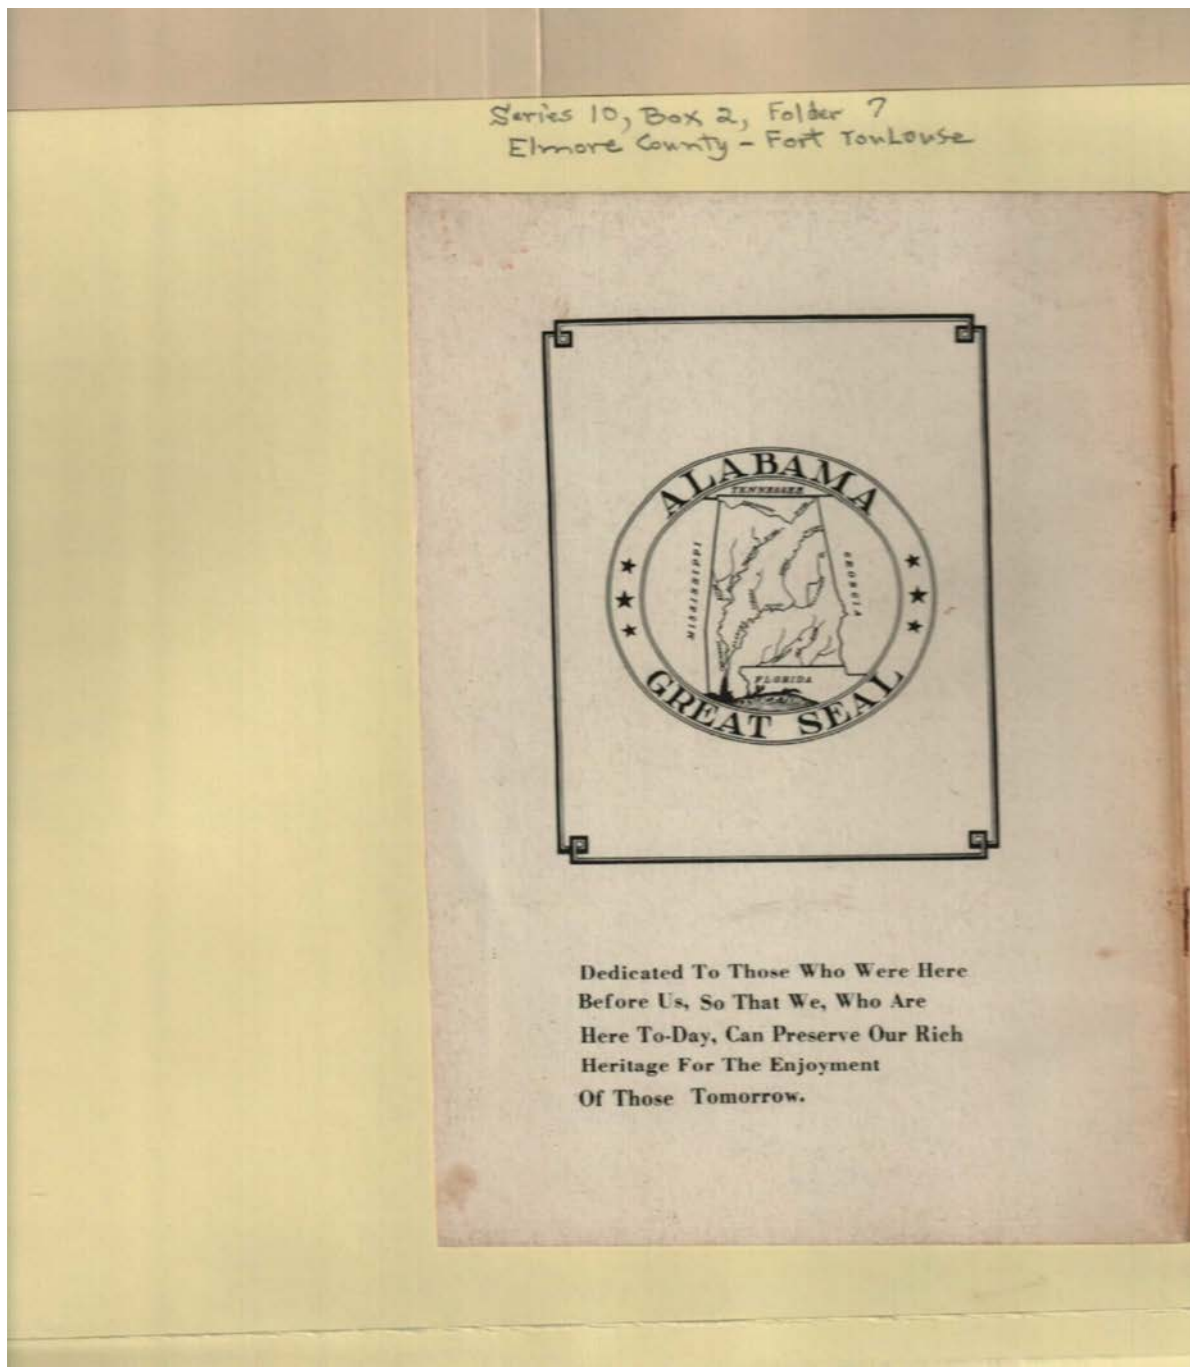 Series 10, Box 2, Folder 7
Elmore County - Fort TouLouse
ALABAMA
TENNESSEE
MISSISSIPPI
GEORGIA
FLORIDA
GREAT SEAL
Dedicated To Those Who Were Here
Before Us, So That We, Who Are
Here To-Day, Can Preserve Our Rich
Heritage For The Enjoyment
Of Those Tomorrow.